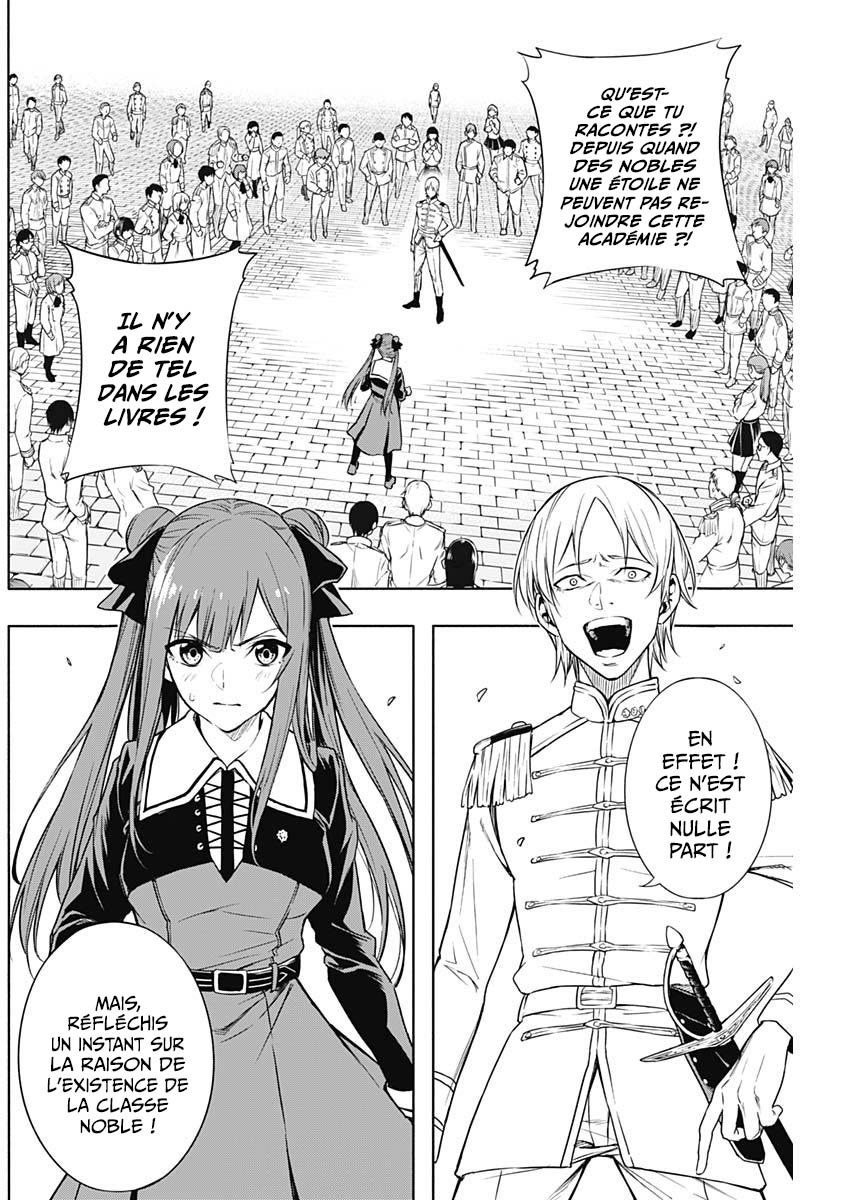 QU'EST-
CE QUE TU
RACONTES ?!
DEPUIS QUAND
DES NOBLES
UNE ÉTOILE NE
PEUVENT PAS RE-
JOINDRE CETTE
ACADÉMIE ?!
IL N'Y
A RIEN
DE TEL
DANS LES
LIVRES !
EN
EFFET !
CE N'EST
ÉCRIT
NULLE
PART !
MAIS,
RÉFLÉCHIS
UN INSTANT SUR
LA RAISON DE
L'EXISTENCE DE
LA CLASSE
NOBLE !